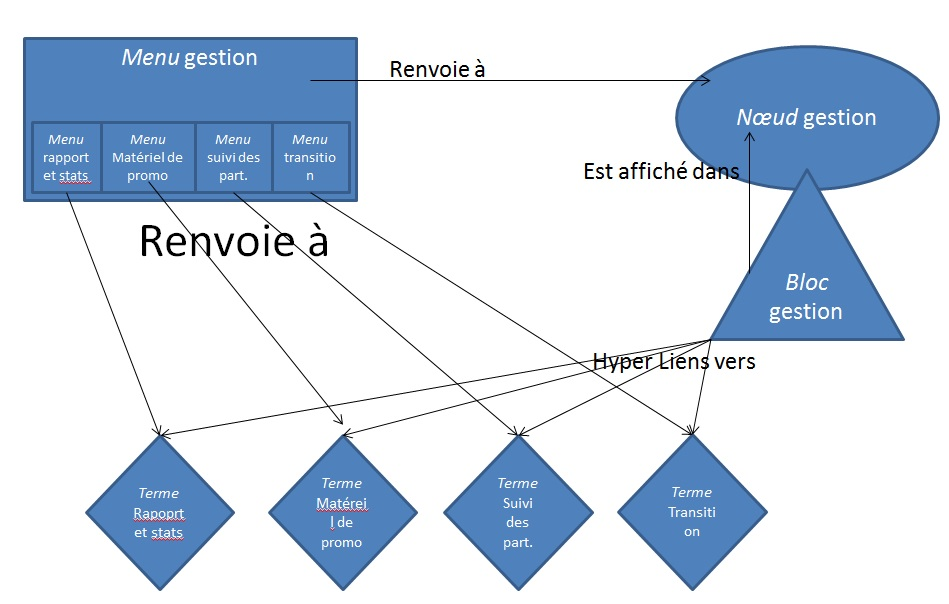 Menu gestion
Renvoie à
Nœud gestion
Menu
rapport
et stats
Menu
Matériel de
promo
Menu
suivi des
part.
Menu
transitio
n
Est affiché dans
Renvoie à
Bloc
gestion
Hyper Liens vers
Terme
Rapoprt
et stats
Terme
Matérei
l de
promo
Terme
Suivi
des
part.
Terme
Transiti
on